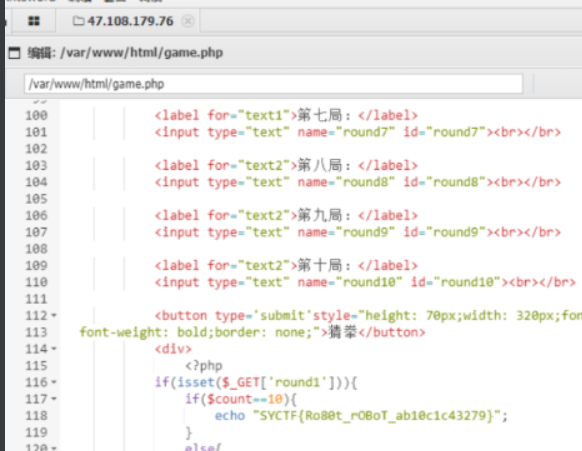 47.108.179.76
编辑: /var/www/html/game.php
/var/www/html/game.php
100 <label for="text1">第七局：</label>
101 <input type="text" name="round7" id="round7"><br></br>
102
103 <label for="text2">第八局：</label>
104 <input type="text" name="round8" id="round8"><br></br>
105
106 <label for="text2">第九局：</label>
107 <input type="text" name="round9" id="round9"><br></br>
108
109 <label for="text2">第十局：</label>
110 <input type="text" name="round10" id="round10"><br></br>
111
112 <button type='submit'style="height: 70px;width: 320px;fon
113 font-weight: bold;border: none;">猜拳</button>
114 <div>
115 <?php
116 if(isset($_GET['round1'])){
117 if($count==10){
118 echo "SYCTF{Ro80t_rOBoT_ab10c1c43279}";
119 }
120 else{